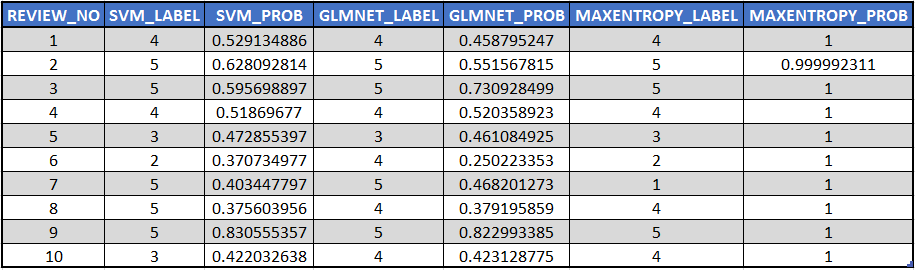 REVIEW_NO SVM_LABEL SVM_PROB GLMNET_LABEL GLMNET_PROB MAXENTROPY_LABEL MAXENTROPY_PROB
1 4 0.529134886 4 0.458795247 4 1
2 5 0.628092814 5 0.551567815 5 0.999992311
3 5 0.595698897 5 0.730928499 5 1
4 4 0.51869677 4 0.520358923 4 1
5 3 0.472855397 3 0.461084925 3 1
6 2 0.370734977 4 0.250223353 2 1
7 5 0.403447797 5 0.468201273 1 1
8 5 0.375603956 4 0.379195859 4 1
9 5 0.830555357 5 0.822993385 5 1
10 3 0.422032638 4 0.423128775 4 1